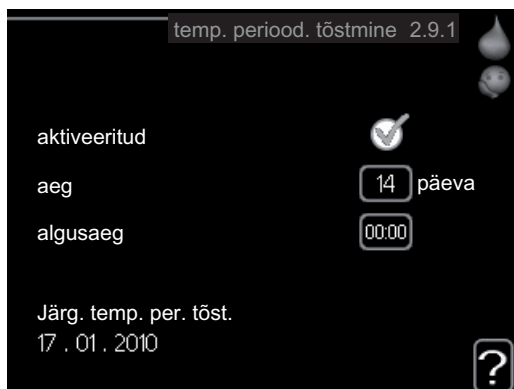 temp. periood. tõstmine 2.9.1
aktiveeritud
aeg 14 päeva
algusaeg 00:00
Järg. temp. per. tõst.
17 . 01 . 2010
?